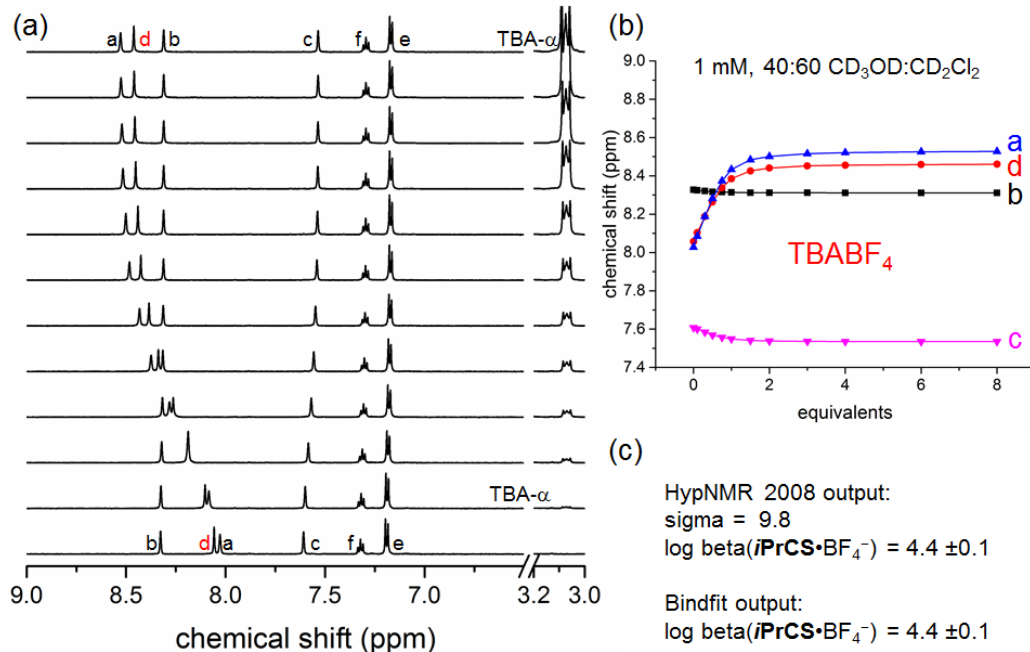 (a)
a d b c f e TBA-α
TBA-α
b d a c f e
9.0 8.5 8.0 7.5 7.0 3.2 3.0
chemical shift (ppm)
(b)
1 mM, 40:60 CD₃OD:CD₂Cl₂
9.0
8.8
8.6
8.4
8.2
8.0
7.8
7.6
7.4
chemical shift (ppm)
a
d
b
TBABF₄
c
0 2 4 6 8
equivalents
(c)
HypNMR 2008 output:
sigma = 9.8
log beta(iPrCS•BF₄⁻) = 4.4 ±0.1
Bindfit output:
log beta(iPrCS•BF₄⁻) = 4.4 ±0.1